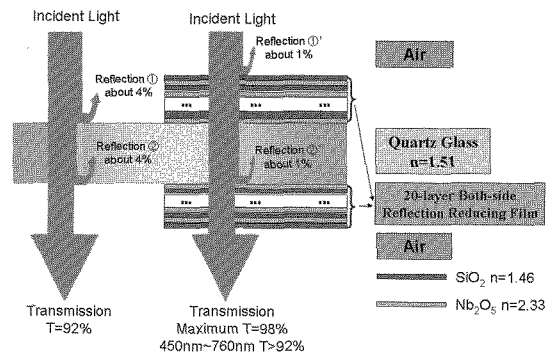 Incident Light
Incident Light
Reflection ①'
about 1%
Air
Reflection ①
about 4%
•••
•••
•••
Reflection ②
about 4%
Reflection ②'
about 1%
Quartz Glass
n=1.51
•••
•••
•••
20-layer Both-side
Reflection Reducing Film
Air
SiO₂ n=1.46
Nb₂O₅ n=2.33
Transmission
T=92%
Transmission
Maximum T=98%
450nm~760nm T>92%